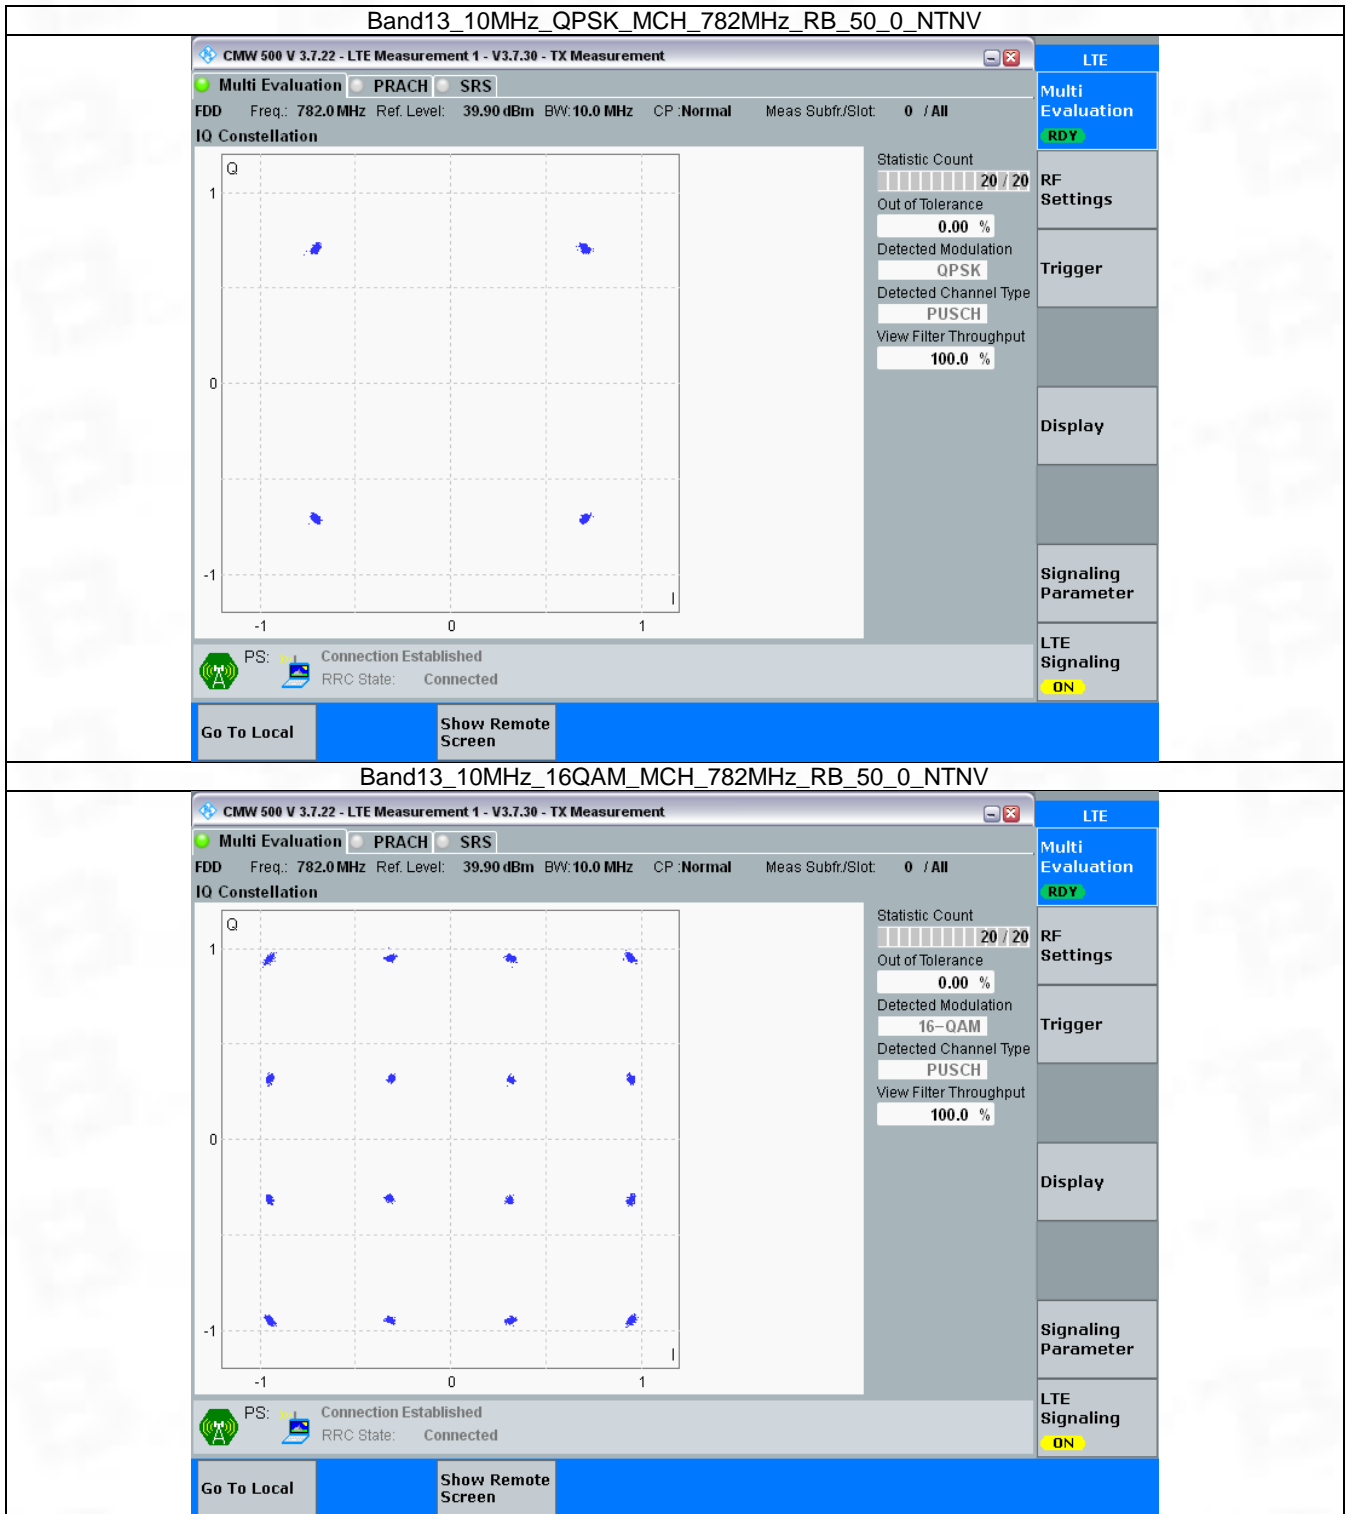 Band13_10MHz_QPSK_MCH_782MHz_RB_50_0_NTNV
CMW 500 V 3.7.22 - LTE Measurement 1 - V3.7.30 - TX Measurement
LTE
Multi Evaluation PRACH SRS
Multi
Evaluation
RDY
FDD Freq.: 782.0 MHz Ref. Level: 39.90 dBm BW: 10.0 MHz CP : Normal Meas Subfr./Slot: 0 / All
IQ Constellation
Q
1
0
-1
I
-1 0 1
Statistic Count
20 / 20
Out of Tolerance
0.00 %
Detected Modulation
QPSK
Detected Channel Type
PUSCH
View Filter Throughput
100.0 %
RF
Settings
Trigger
Display
Signaling
Parameter
LTE
Signaling
ON
PS: Connection Established
RRC State: Connected
Go To Local
Show Remote
Screen
Band13_10MHz_16QAM_MCH_782MHz_RB_50_0_NTNV
CMW 500 V 3.7.22 - LTE Measurement 1 - V3.7.30 - TX Measurement
LTE
Multi Evaluation PRACH SRS
Multi
Evaluation
RDY
FDD Freq.: 782.0 MHz Ref. Level: 39.90 dBm BW: 10.0 MHz CP : Normal Meas Subfr./Slot: 0 / All
IQ Constellation
Q
1
0
-1
I
-1 0 1
Statistic Count
20 / 20
Out of Tolerance
0.00 %
Detected Modulation
16-QAM
Detected Channel Type
PUSCH
View Filter Throughput
100.0 %
RF
Settings
Trigger
Display
Signaling
Parameter
LTE
Signaling
ON
PS: Connection Established
RRC State: Connected
Go To Local
Show Remote
Screen